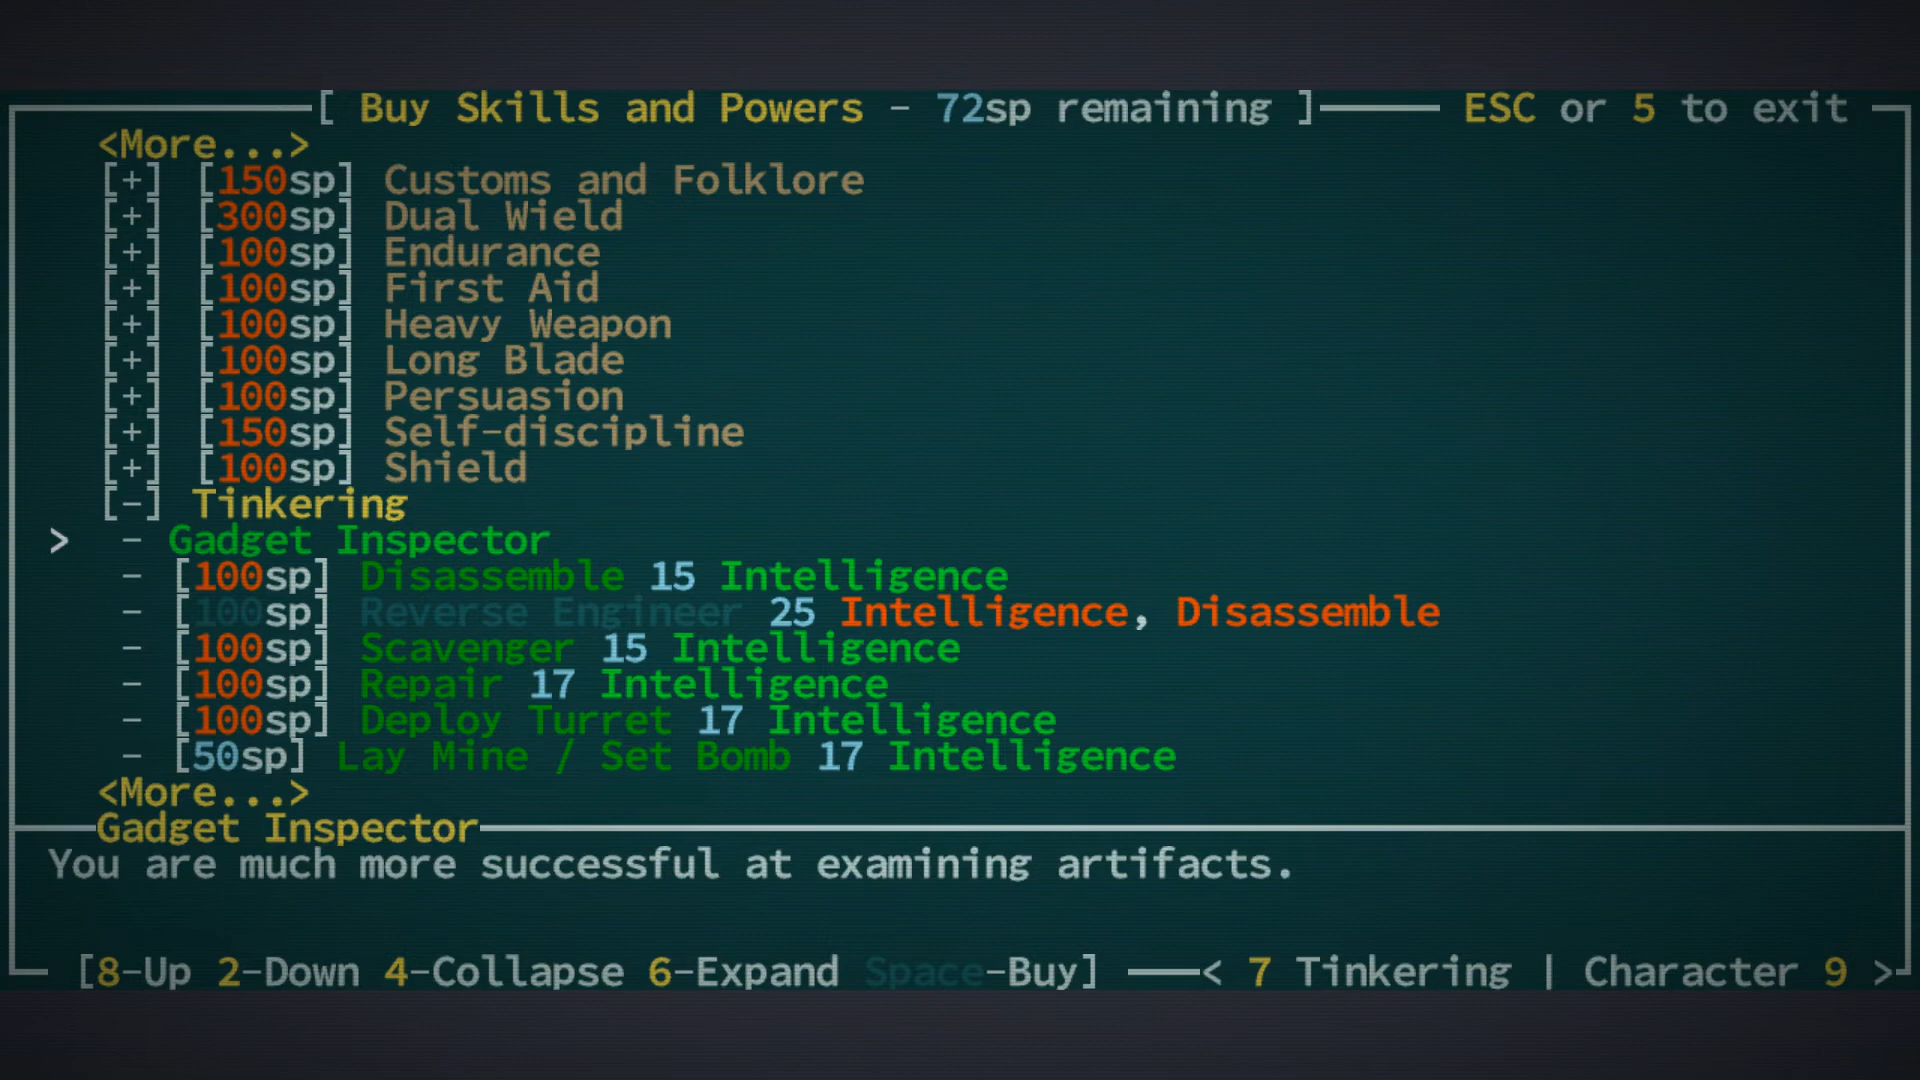 [ Buy Skills and Powers - 72sp remaining ] ESC or 5 to exit
<More...>
[+] [150sp] Customs and Folklore
[+] [300sp] Dual Wield
[+] [100sp] Endurance
[+] [100sp] First Aid
[+] [100sp] Heavy Weapon
[+] [100sp] Long Blade
[+] [100sp] Persuasion
[+] [150sp] Self-discipline
[+] [100sp] Shield
[-] Tinkering
> - Gadget Inspector
- [100sp] Disassemble 15 Intelligence
- [100sp] Reverse Engineer 25 Intelligence, Disassemble
- [100sp] Scavenger 15 Intelligence
- [100sp] Repair 17 Intelligence
- [100sp] Deploy Turret 17 Intelligence
- [50sp] Lay Mine / Set Bomb 17 Intelligence
<More...>
Gadget Inspector
You are much more successful at examining artifacts.
[8-Up 2-Down 4-Collapse 6-Expand Space-Buy] < 7 Tinkering | Character 9 >